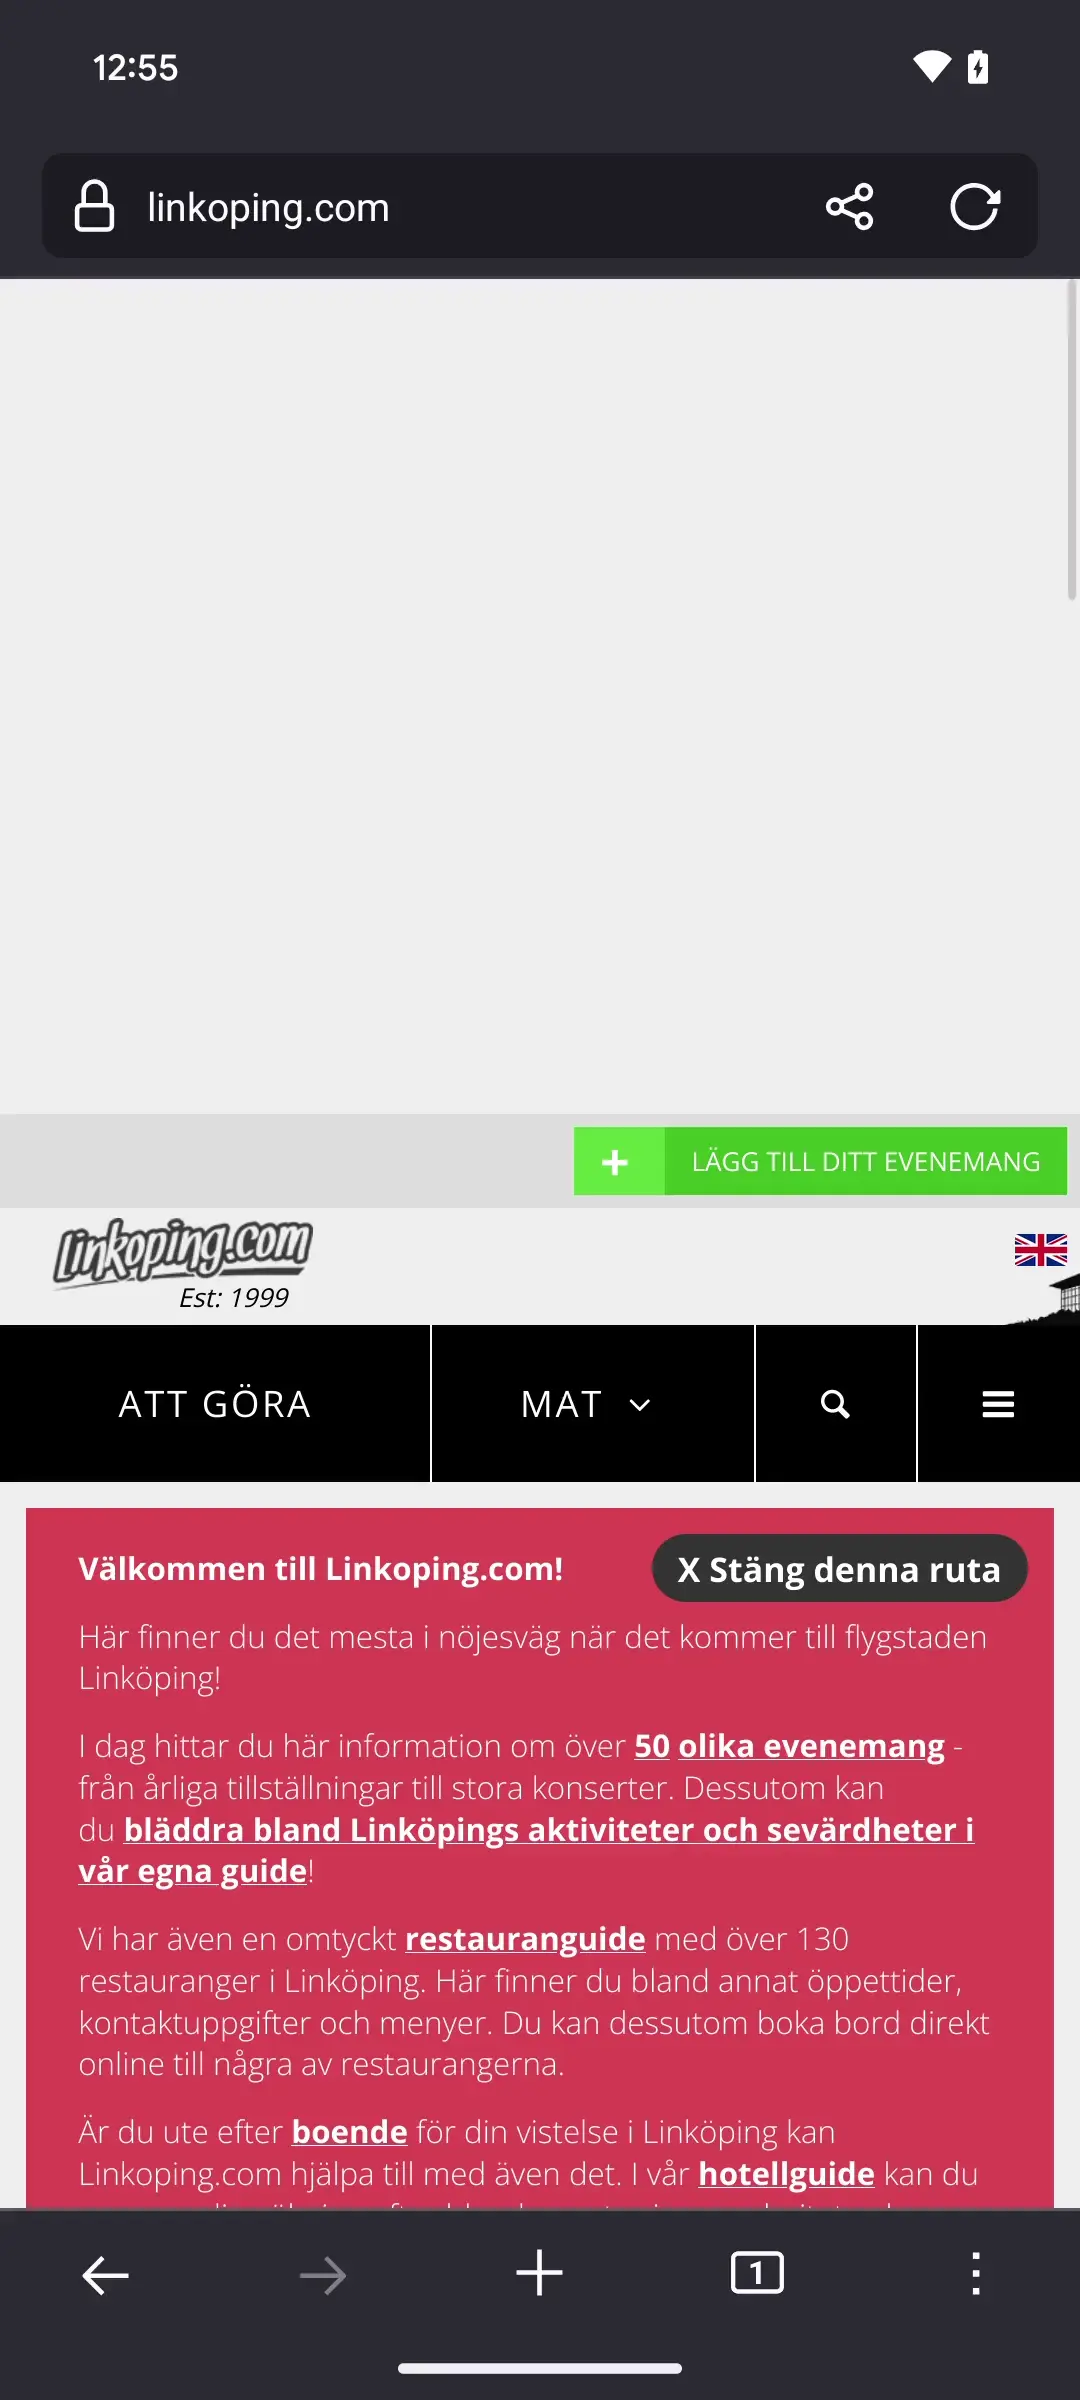 12:55
linkoping.com
LÄGG TILL DITT EVENEMANG
linkoping.com
Est: 1999
ATT GÖRA
MAT
Välkommen till Linkoping.com!
X Stäng denna ruta
Här finner du det mesta i nöjesväg när det kommer till flygstaden
Linköping!
I dag hittar du här information om över 50 olika evenemang -
från årliga tillställningar till stora konserter. Dessutom kan
du bläddra bland Linköpings aktiviteter och sevärdheter i
vår egna guide!
Vi har även en omtyckt restauranguide med över 130
restauranger i Linköping. Här finner du bland annat öppettider,
kontaktuppgifter och menyer. Du kan dessutom boka bord direkt
online till några av restaurangerna.
Är du ute efter boende för din vistelse i Linköping kan
Linkoping.com hjälpa till med även det. I vår hotellguide kan du
1